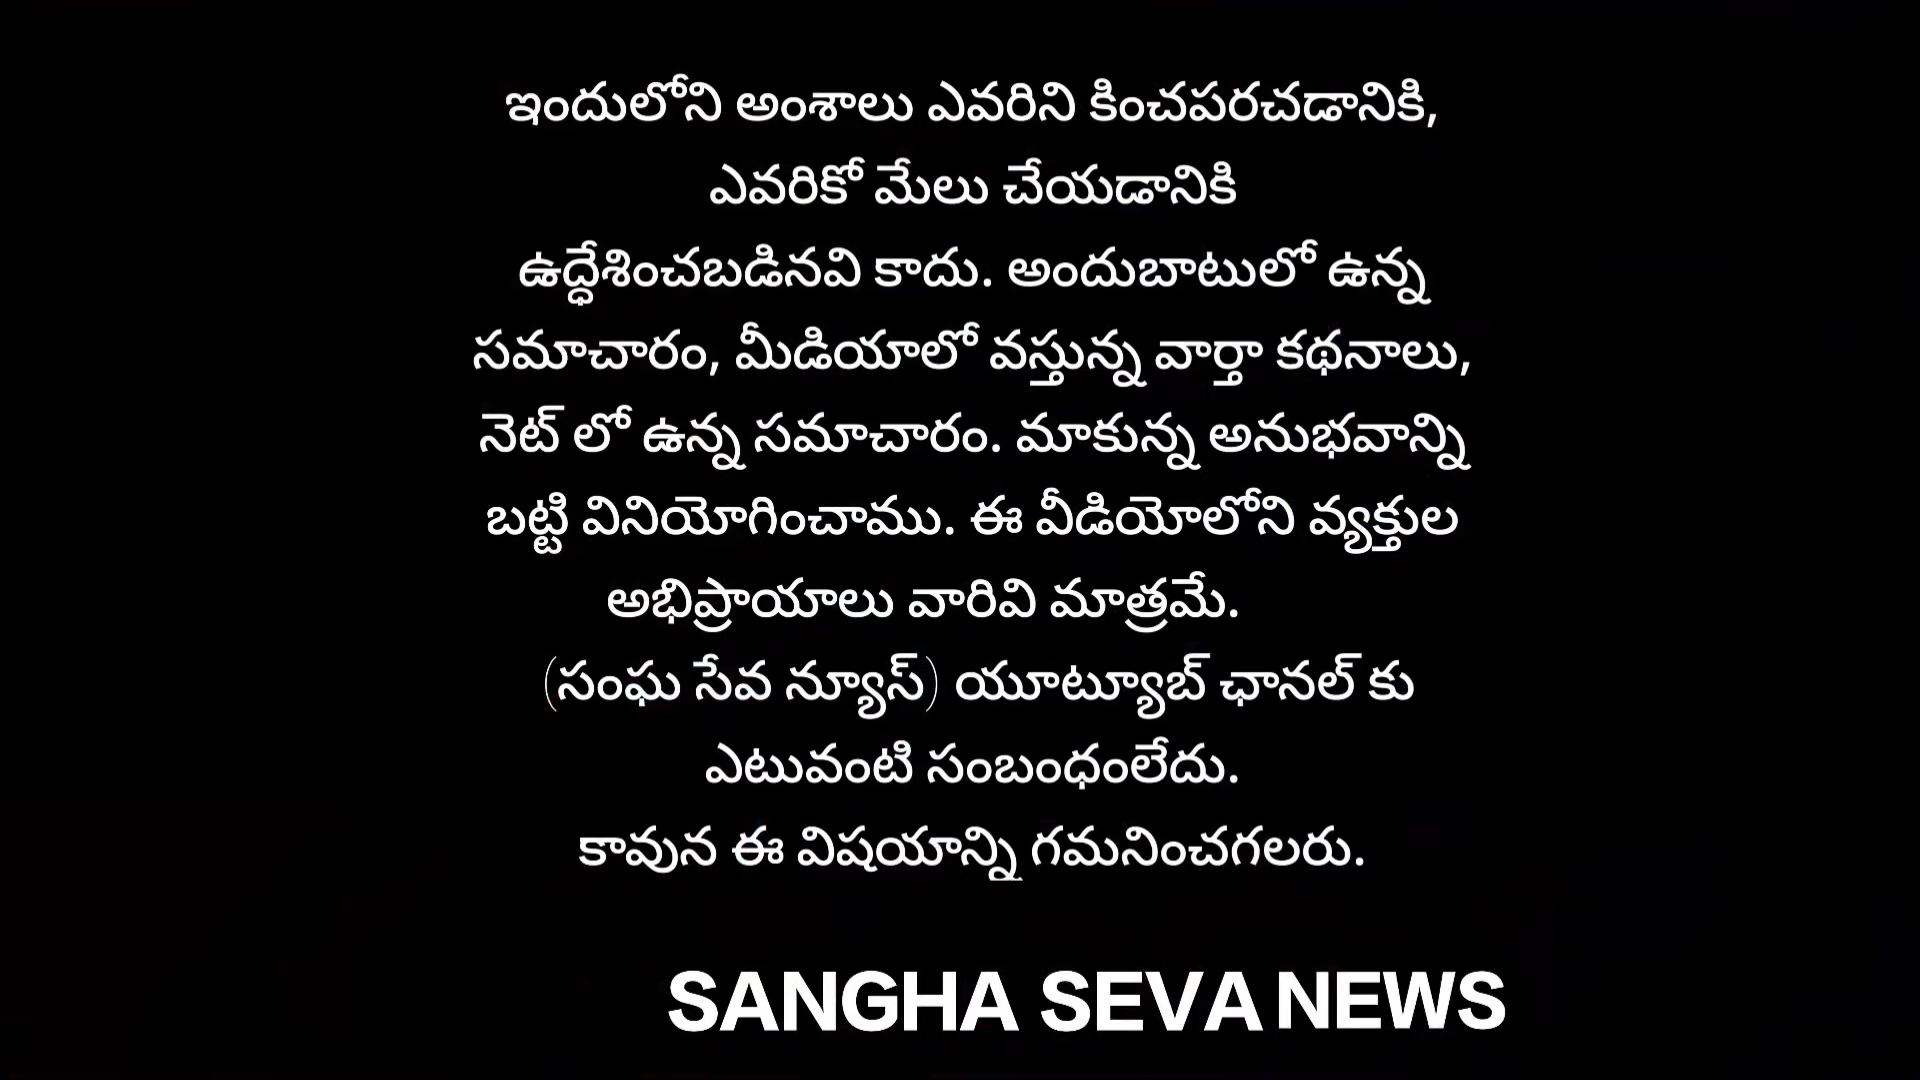 ఇందులోని అంశాలు ఎవరిని కించపరచడానికి,
ఎవరికో మేలు చేయడానికి
ఉద్ధేశించబడినవి కాదు. అందుబాటులో ఉన్న
సమాచారం, మీడియాలో వస్తున్న వార్తా కథనాలు,
నెట్ లో ఉన్న సమాచారం. మాకున్న అనుభవాన్ని
బట్టి వినియోగించాము. ఈ వీడియోలోని వ్యక్తుల
అభిప్రాయాలు వారివి మాత్రమే.
(సంఘ సేవ న్యూస్) యూట్యూబ్ ఛానల్ కు
ఎటువంటి సంబంధంలేదు.
కావున ఈ విషయాన్ని గమనించగలరు.
SANGHA SEVA NEWS